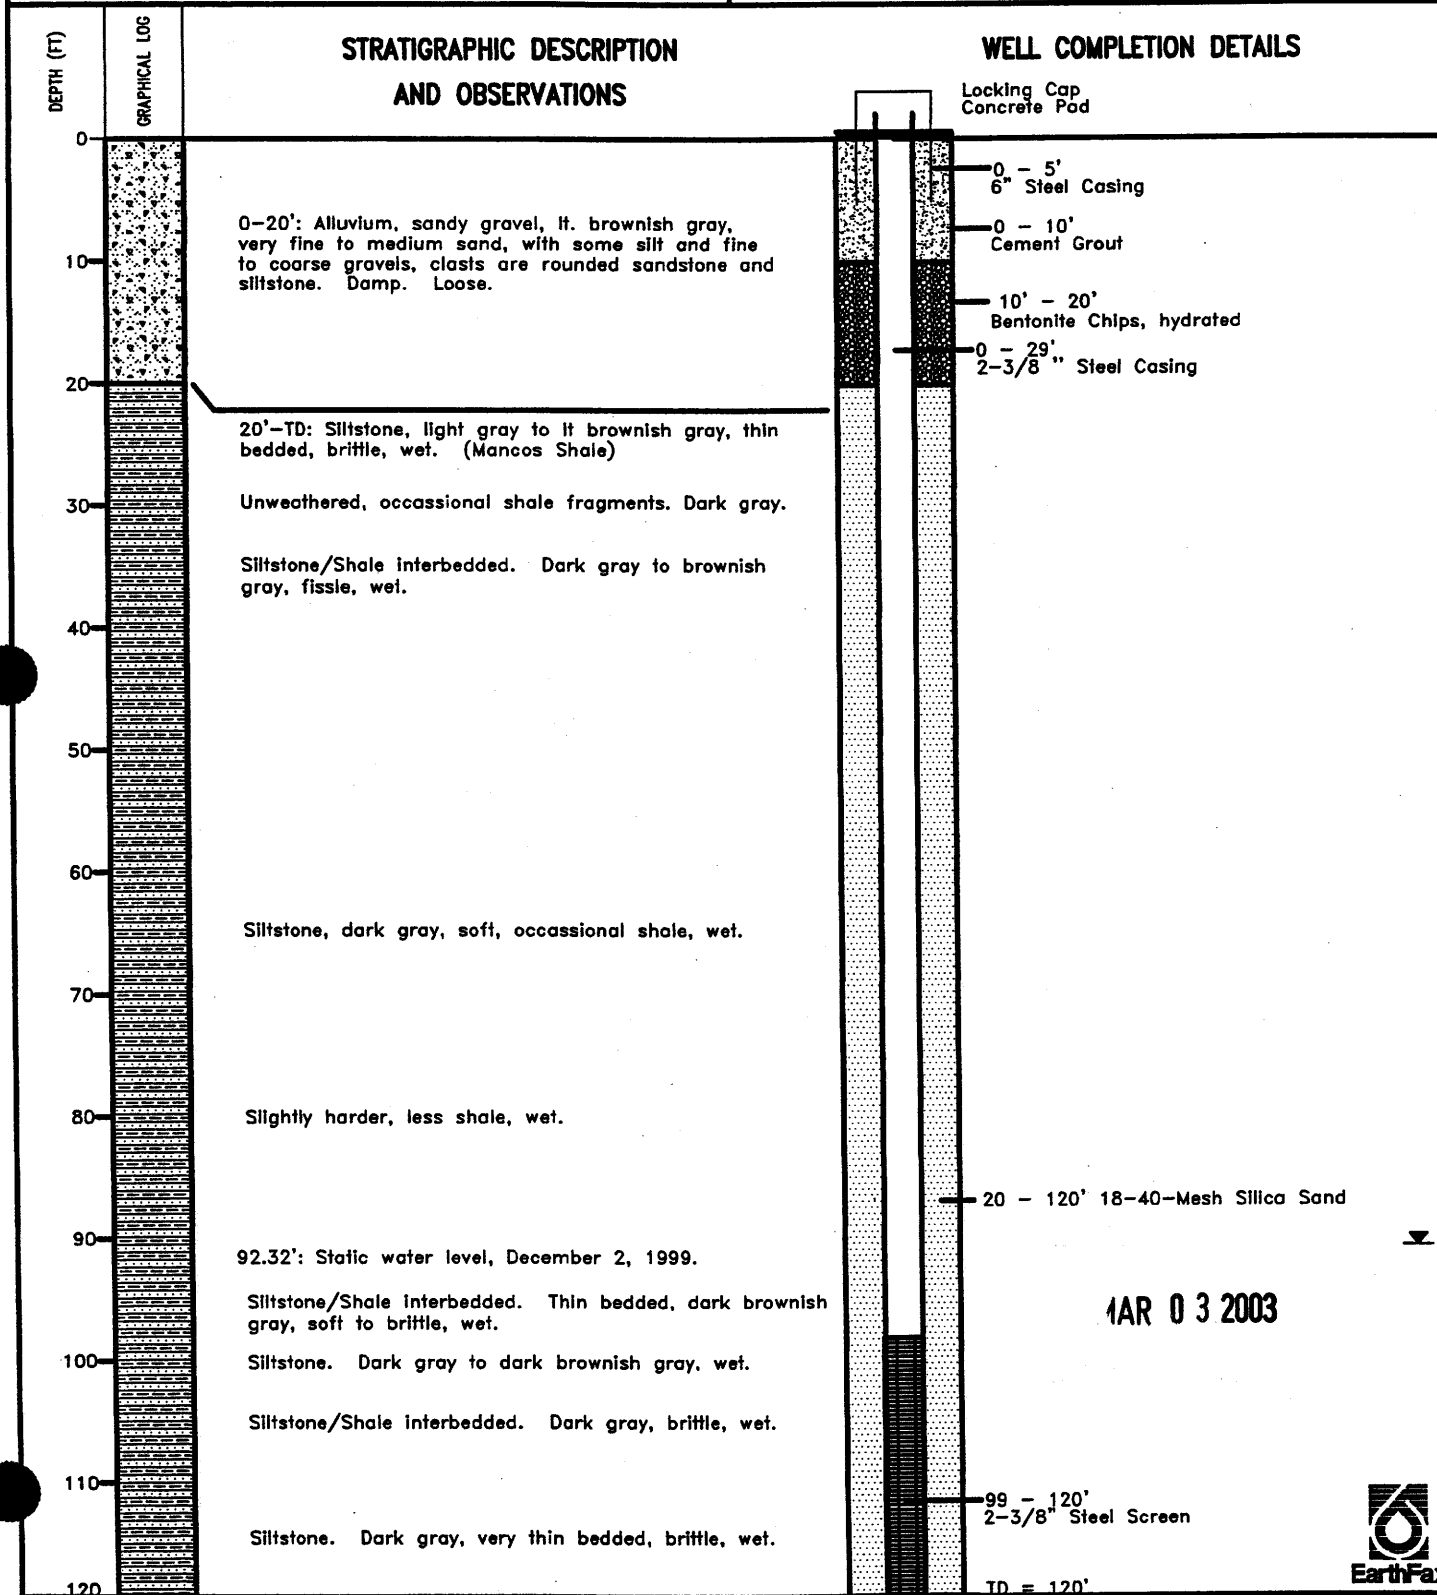 DEPTH (FT)
GRAPHICAL LOG
STRATIGRAPHIC DESCRIPTION
AND OBSERVATIONS
WELL COMPLETION DETAILS
Locking Cap
Concrete Pad
0
0 - 5'
6" Steel Casing
0-20': Alluvium, sandy gravel, lt. brownish gray,
very fine to medium sand, with some silt and fine
to coarse gravels, clasts are rounded sandstone and
siltstone. Damp. Loose.
0 - 10'
Cement Grout
10
10' - 20'
Bentonite Chips, hydrated
0 - 29'
2-3/8 " Steel Casing
20
20'-TD: Siltstone, light gray to lt brownish gray, thin
bedded, brittle, wet. (Mancos Shale)
30
Unweathered, occassional shale fragments. Dark gray.
Siltstone/Shale interbedded. Dark gray to brownish
gray, fissle, wet.
40
50
60
Siltstone, dark gray, soft, occassional shale, wet.
70
80
Slightly harder, less shale, wet.
20 - 120' 18-40-Mesh Silica Sand
90
92.32': Static water level, December 2, 1999.
Siltstone/Shale interbedded. Thin bedded, dark brownish
gray, soft to brittle, wet.
MAR 03 2003
100
Siltstone. Dark gray to dark brownish gray, wet.
Siltstone/Shale interbedded. Dark gray, brittle, wet.
110
99 - 120'
2-3/8" Steel Screen
Siltstone. Dark gray, very thin bedded, brittle, wet.
120
TD = 120'
EarthFax